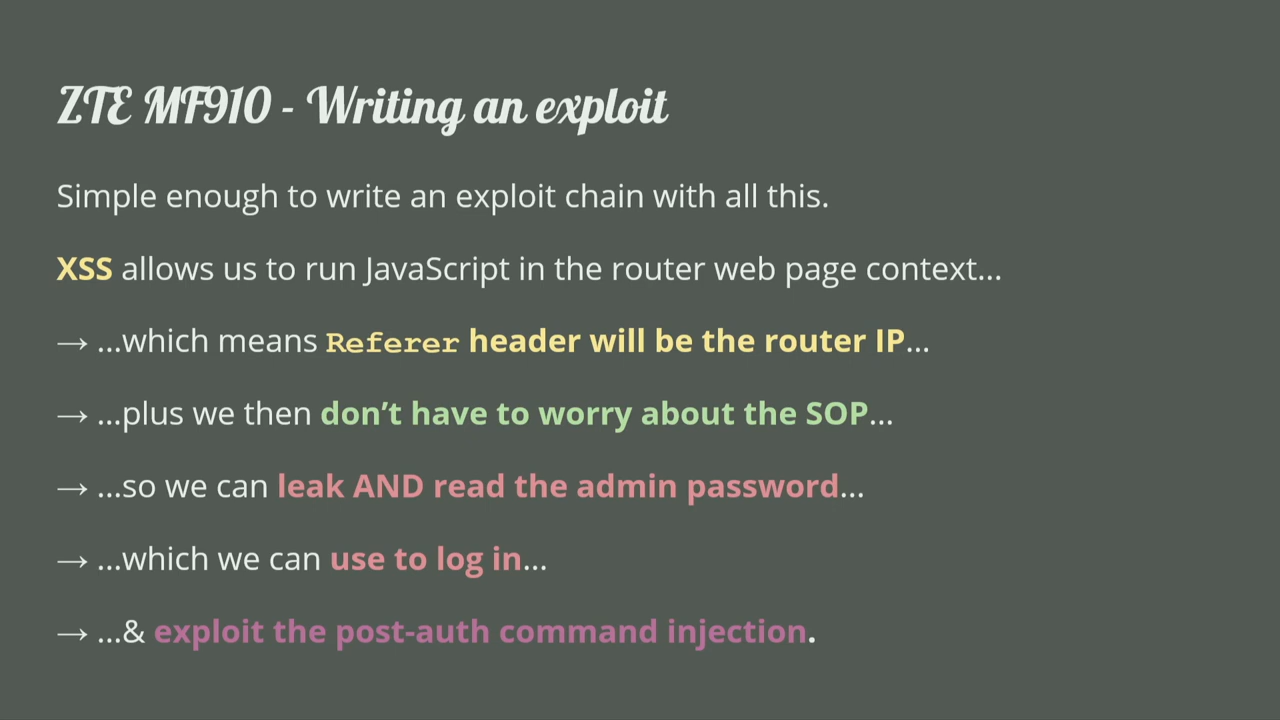 ZTE MF910 - Writing an exploit
Simple enough to write an exploit chain with all this.
XSS allows us to run JavaScript in the router web page context...
→ ...which means Referer header will be the router IP...
→ ...plus we then don’t have to worry about the SOP...
→ ...so we can leak AND read the admin password...
→ ...which we can use to log in...
→ ...& exploit the post-auth command injection.